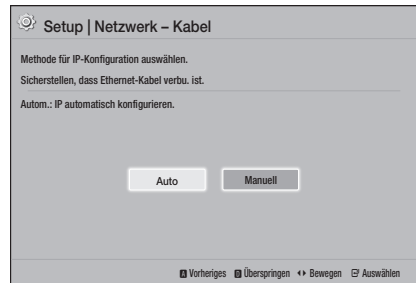 Setup | Netzwerk – Kabel
Methode für IP-Konfiguration auswählen.
Sicherstellen, dass Ethernet-Kabel verbu. ist.
Autom.: IP automatisch konfigurieren.
Auto Manuell
A Vorheriges D Überspringen Bewegen Auswählen